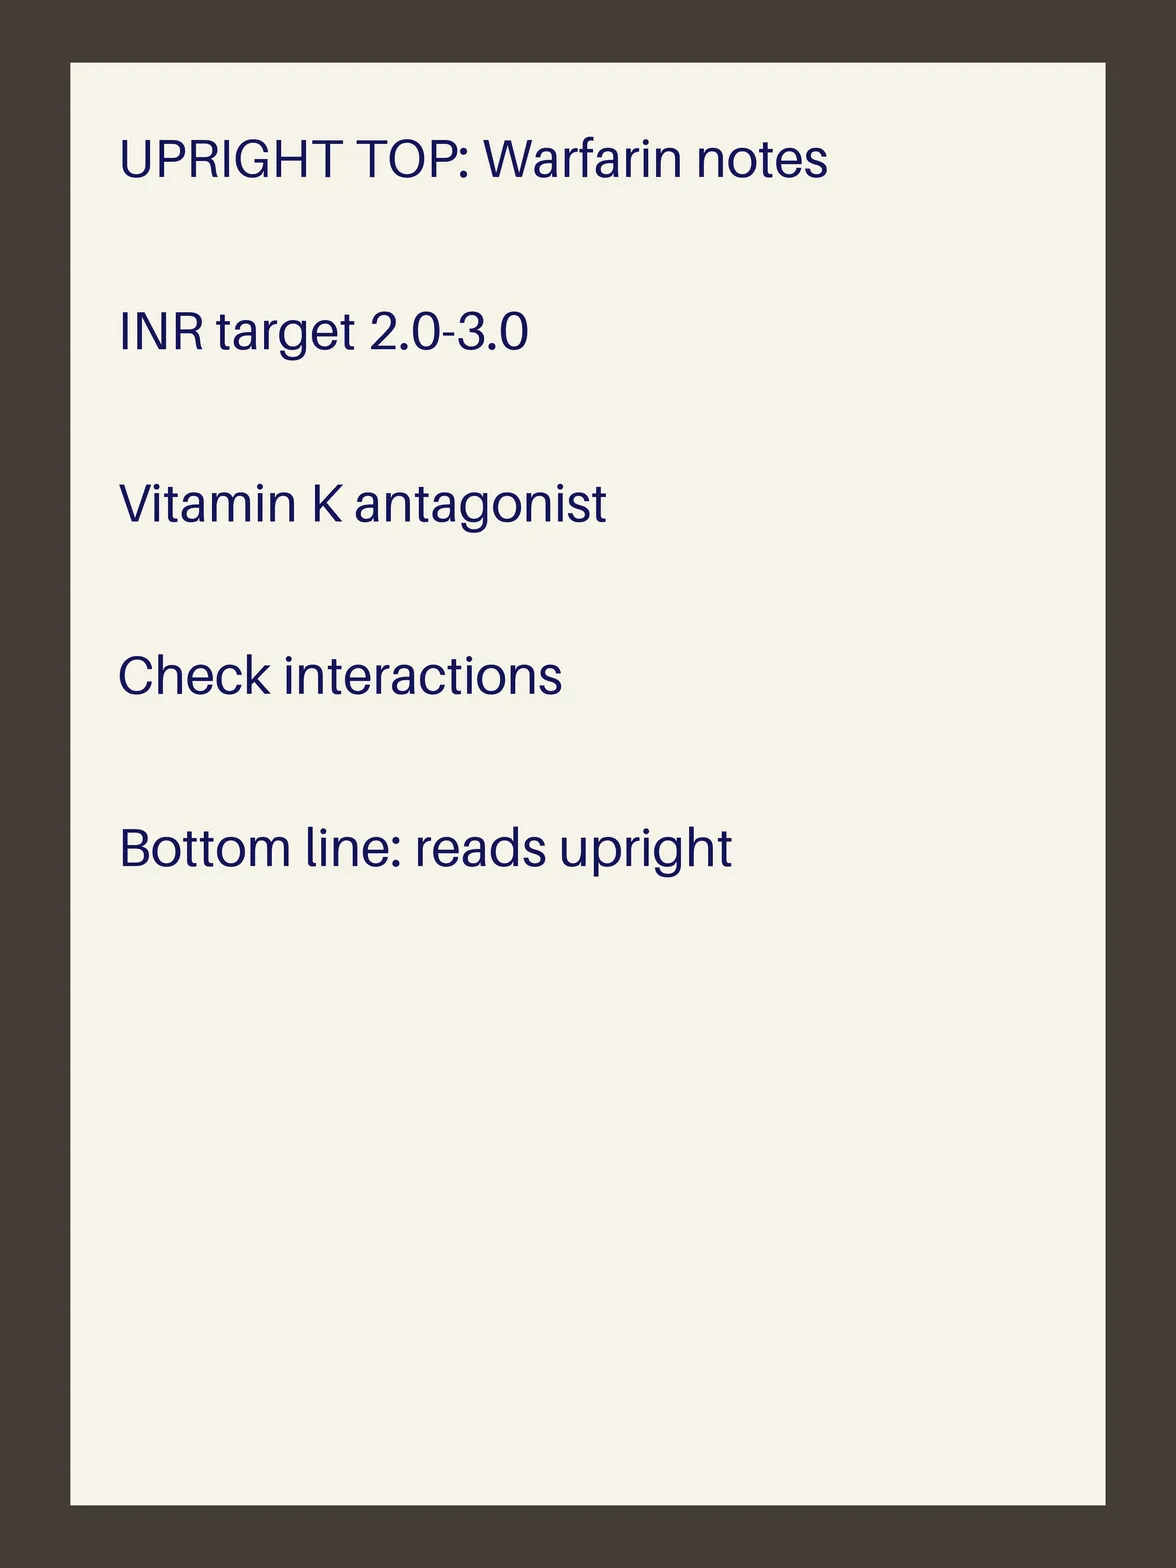 UPRIGHT TOP: Warfarin notes
INR target 2.0-3.0
Vitamin K antagonist
Check interactions
Bottom line: reads upright